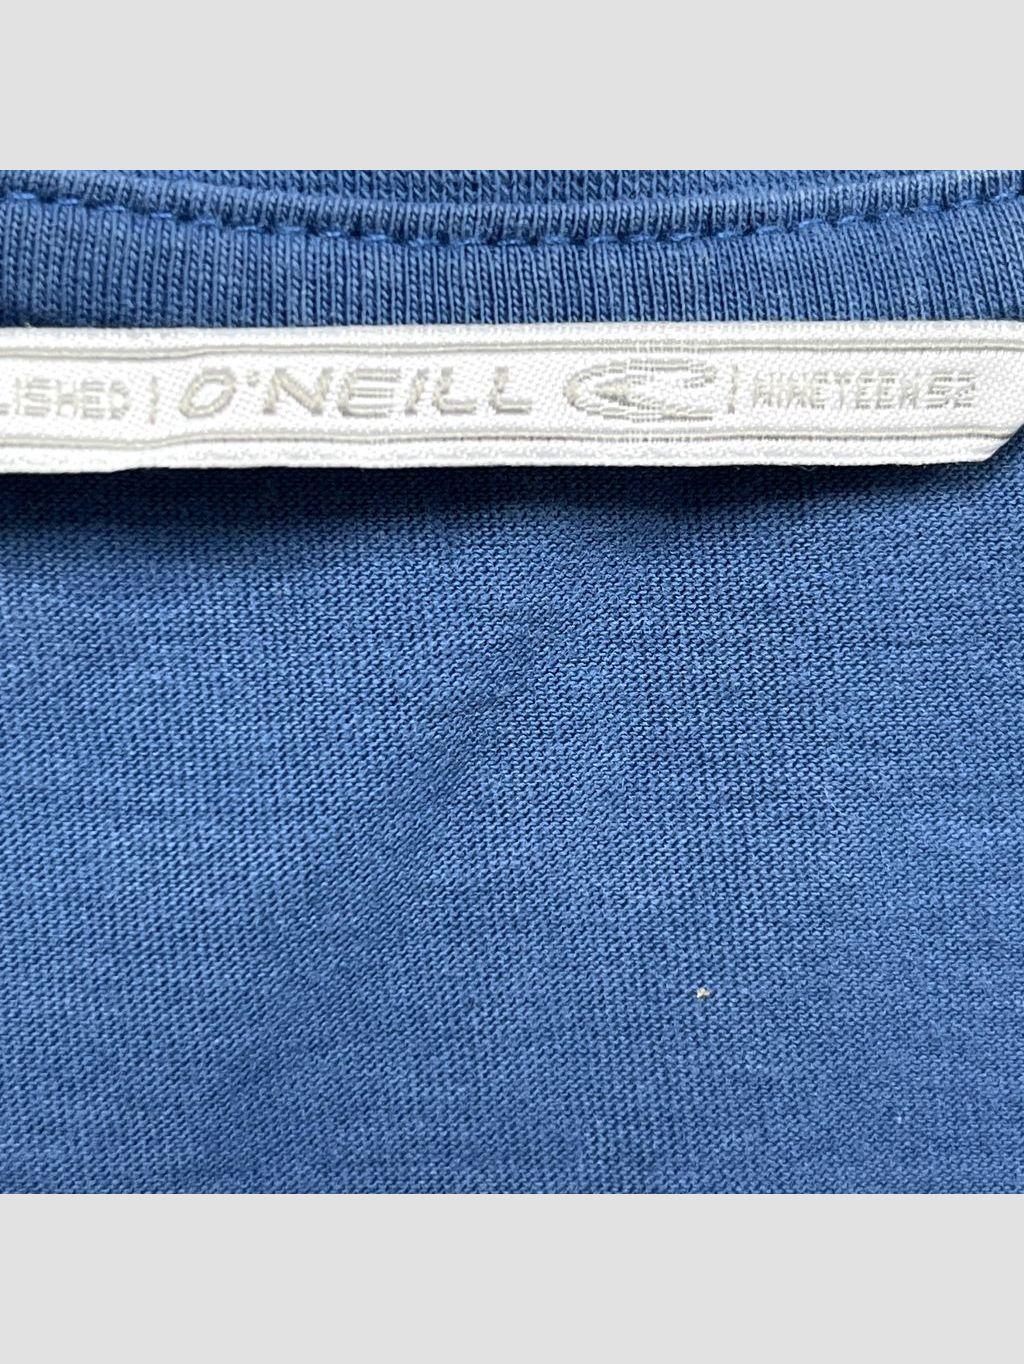 LISHED | O'NEILL | NINETEEN52